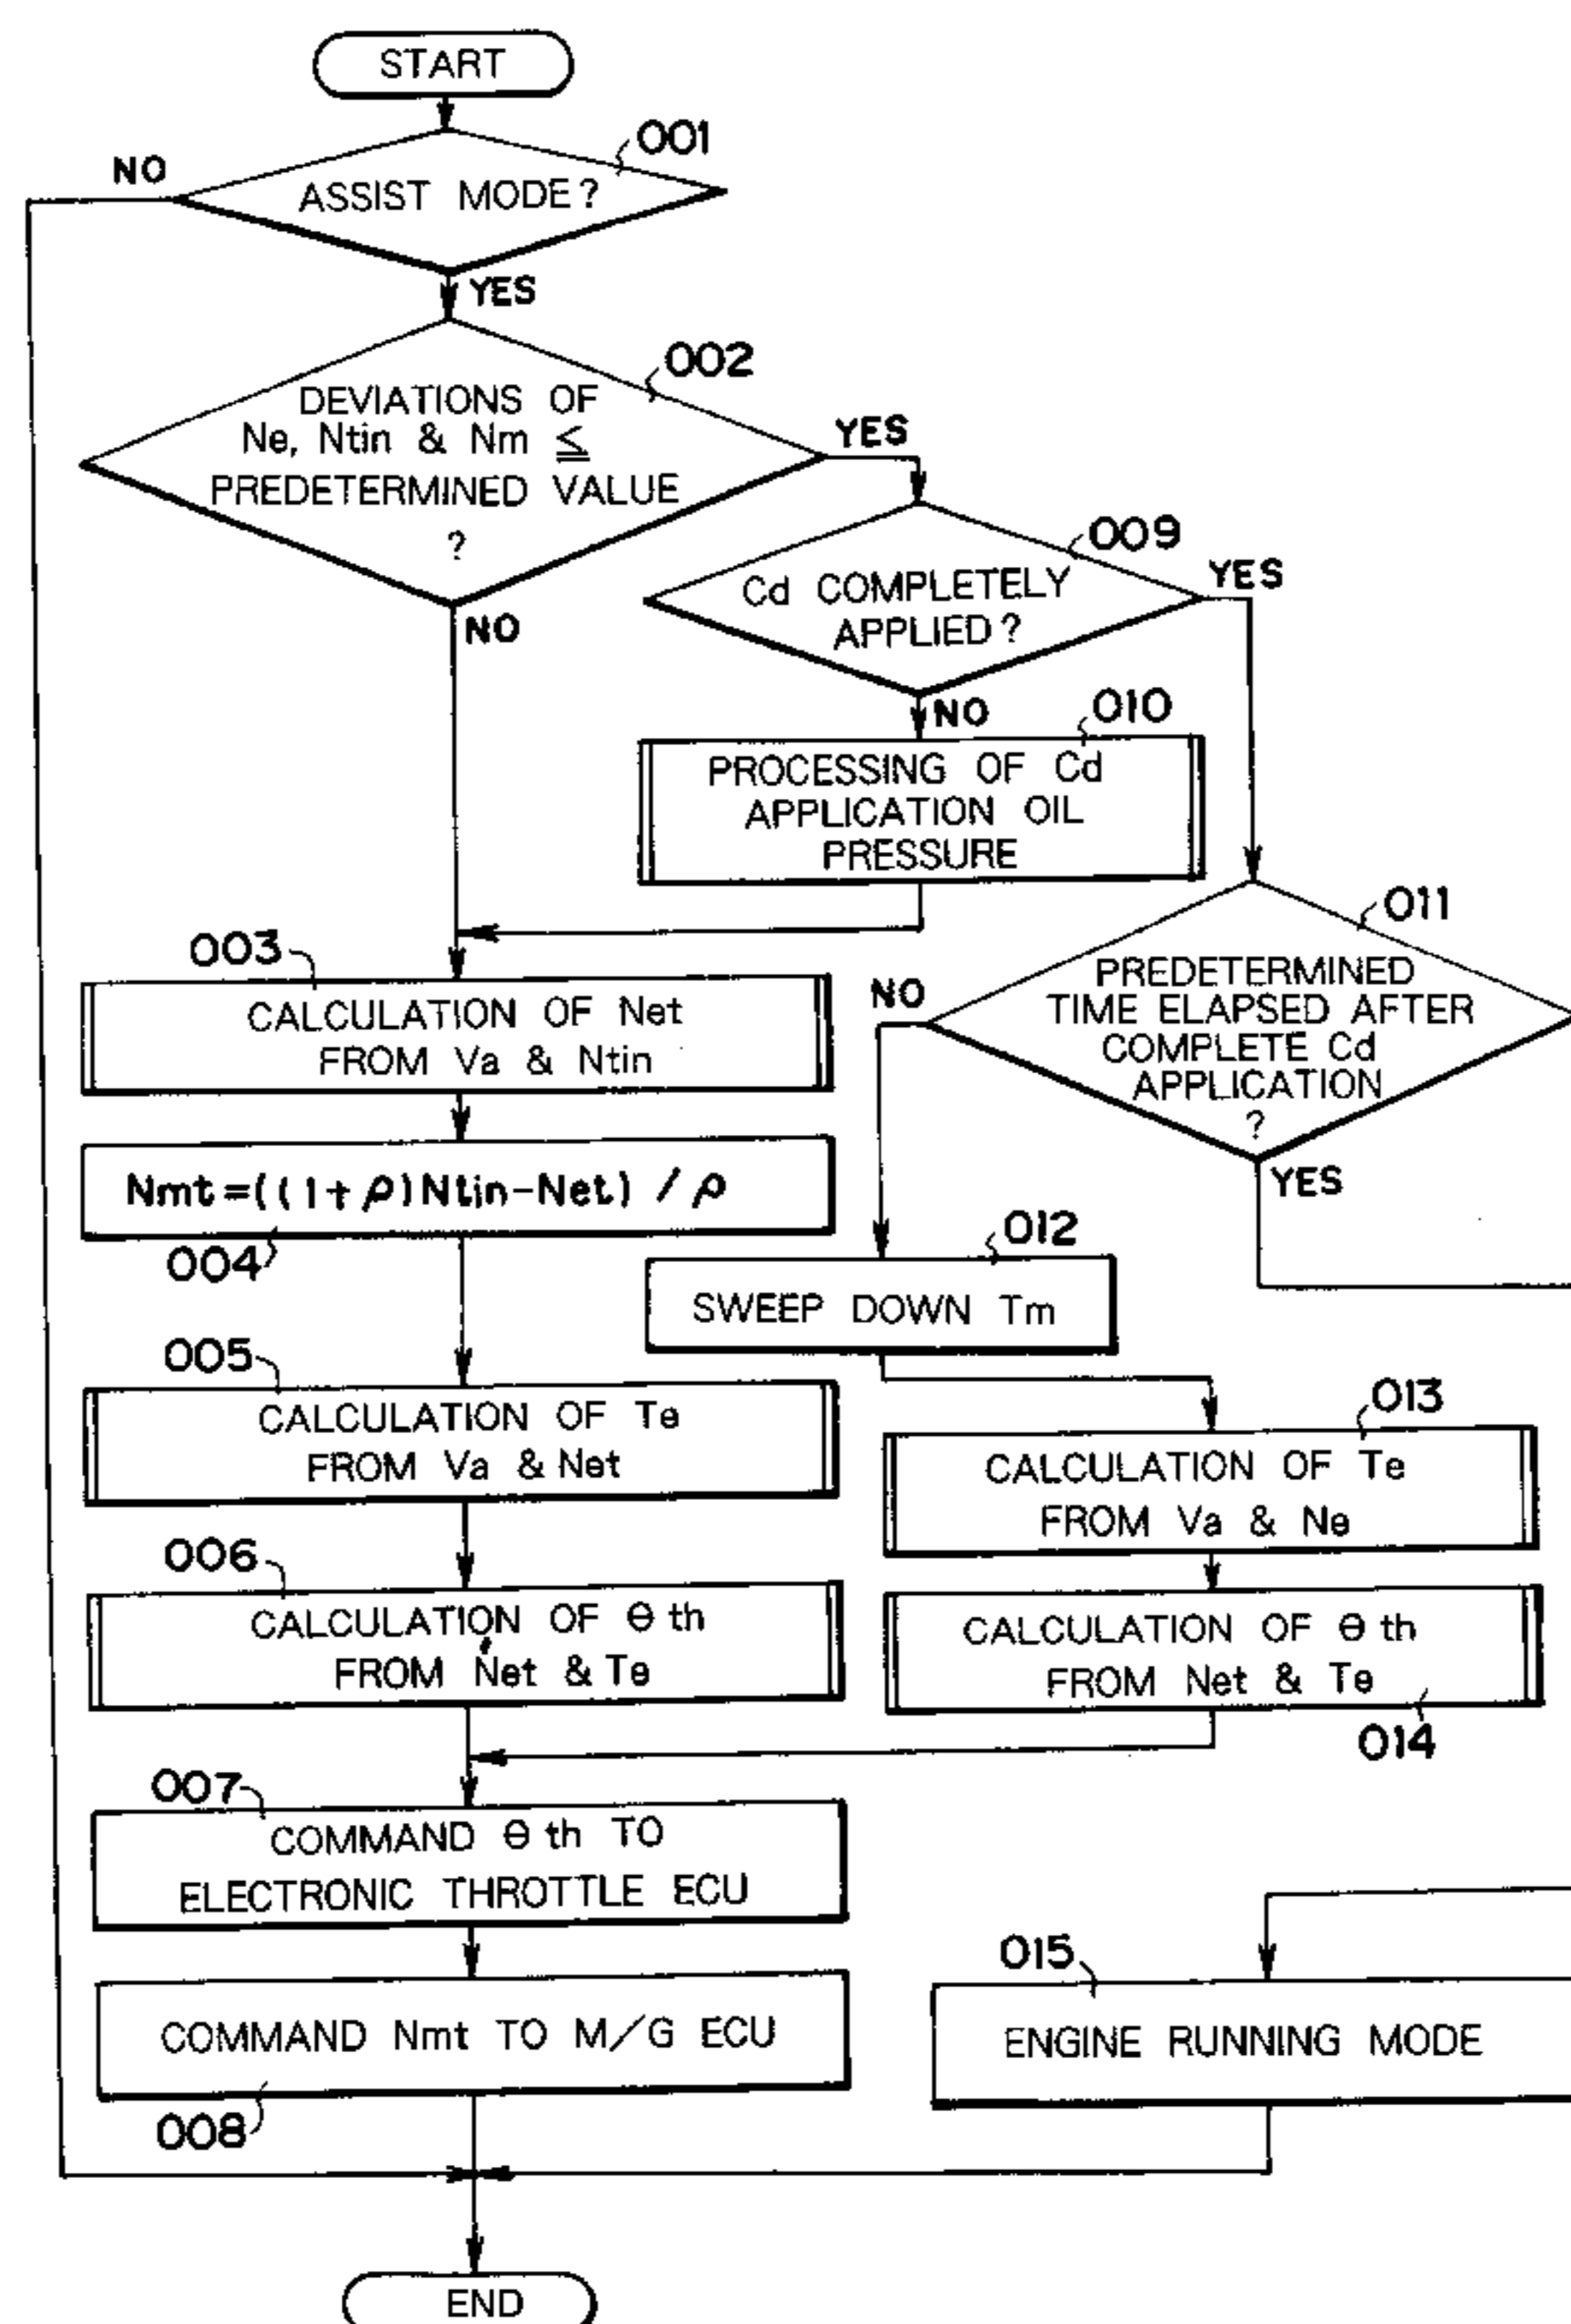 START
001
NO
ASSIST MODE?
YES
002
DEVIATIONS OF
Ne, Ntin & Nm ≦
PREDETERMINED VALUE
?
YES
NO
009
Cd COMPLETELY
APPLIED?
YES
NO
010
PROCESSING OF Cd
APPLICATION OIL
PRESSURE
011
PREDETERMINED
TIME ELAPSED AFTER
COMPLETE Cd
APPLICATION
?
NO
YES
003
CALCULATION OF Net
FROM Va & Ntin
Nmt=((1+ρ)Ntin-Net)/ρ
004
012
SWEEP DOWN Tm
005
CALCULATION OF Te
FROM Va & Net
013
CALCULATION OF Te
FROM Va & Ne
006
CALCULATION OF θth
FROM Net & Te
CALCULATION OF θth
FROM Net & Te
014
007
COMMAND θth TO
ELECTRONIC THROTTLE ECU
COMMAND Nmt TO M/G ECU
008
015
ENGINE RUNNING MODE
END